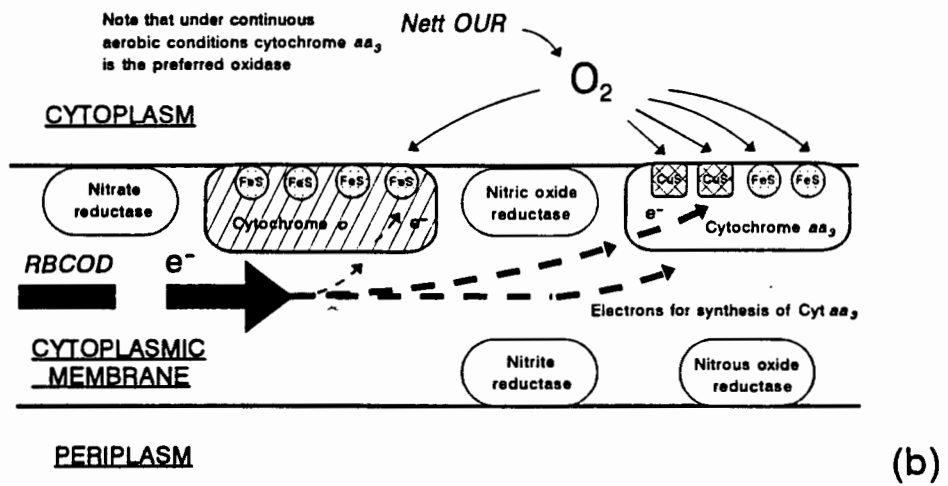 Note that under continuous
aerobic conditions cytochrome aa3
is the preferred oxidase
Nett OUR
O2
CYTOPLASM
Nitrate
reductase
FeS FeS FeS FeS
Cytochrome o
e-
Nitric oxide
reductase
CuS CuS FeS FeS
e-
Cytochrome aa3
RBCOD
e-
Electrons for synthesis of Cyt aa3
CYTOPLASMIC
MEMBRANE
Nitrite
reductase
Nitrous oxide
reductase
PERIPLASM
(b)